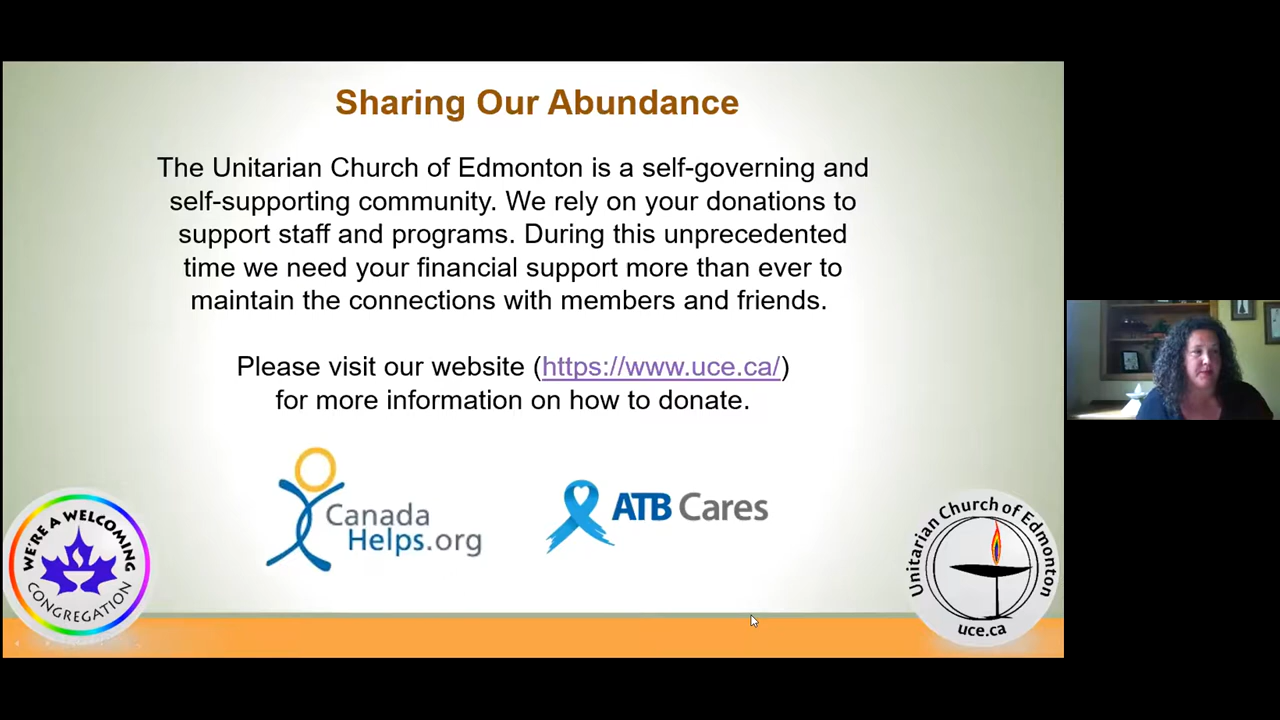 Sharing Our Abundance
The Unitarian Church of Edmonton is a self-governing and
self-supporting community. We rely on your donations to
support staff and programs. During this unprecedented
time we need your financial support more than ever to
maintain the connections with members and friends.
Please visit our website (https://www.uce.ca/)
for more information on how to donate.
Canada
Helps.org
ATB Cares
WE'RE A WELCOMING
CONGREGATION
Unitarian Church of Edmonton
uce.ca